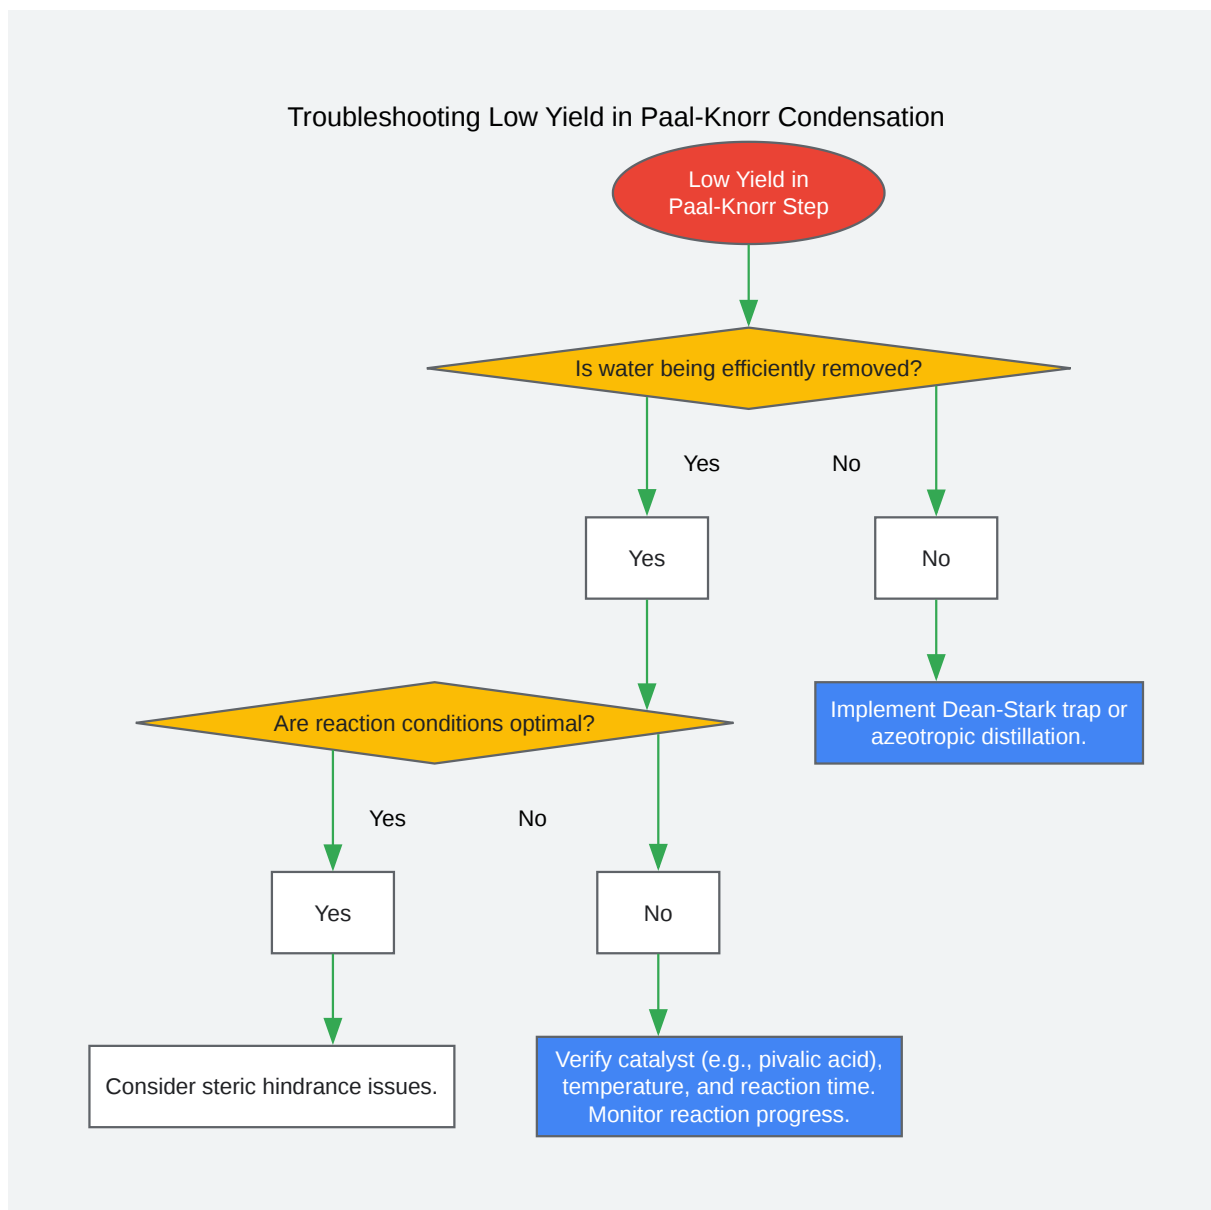 Troubleshooting Low Yield in Paal-Knorr Condensation
Low Yield in
Paal-Knorr Step
Is water being efficiently removed?
Yes
No
Yes
No
Implement Dean-Stark trap or
azeotropic distillation.
Are reaction conditions optimal?
Yes
No
Yes
No
Consider steric hindrance issues.
Verify catalyst (e.g., pivalic acid),
temperature, and reaction time.
Monitor reaction progress.